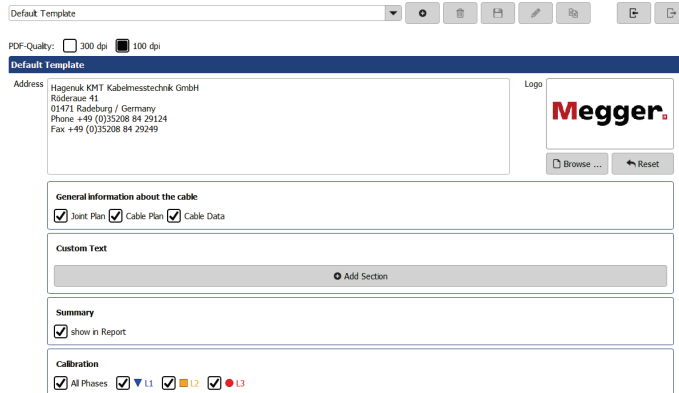 Default Template
PDF-Quality: 300 dpi 100 dpi
Default Template
Address
Hagenuk KMT Kabelmesstechnik GmbH
Röderaue 41
01471 Radeburg / Germany
Phone +49 (0)35208 84 29124
Fax +49 (0)35208 84 29249
Logo
Megger.
Browse ... Reset
General information about the cable
Joint Plan Cable Plan Cable Data
Custom Text
Add Section
Summary
show in Report
Calibration
All Phases L1 L2 L3